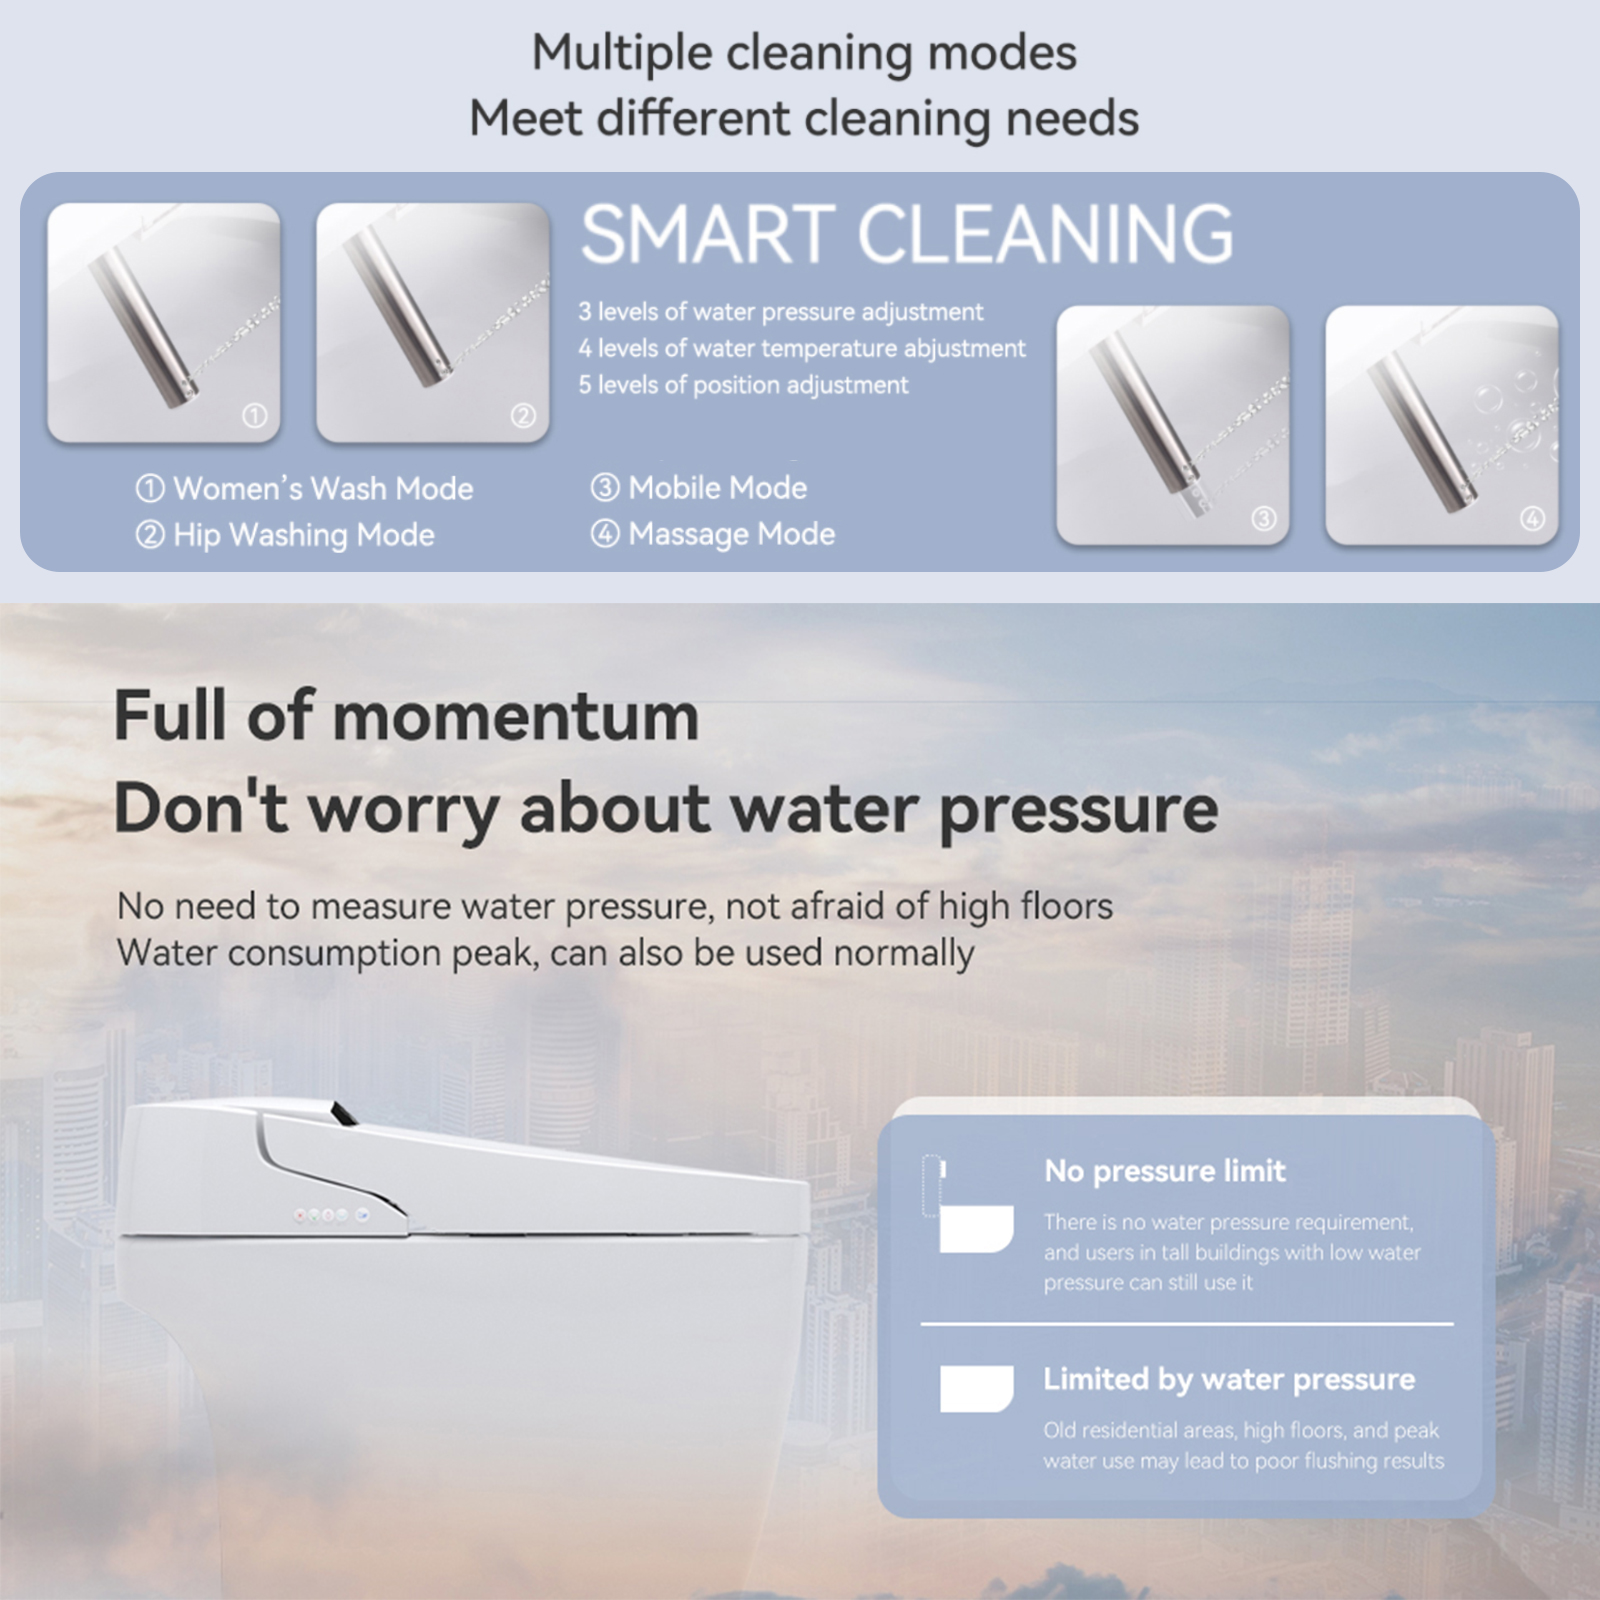 Multiple cleaning modes
Meet different cleaning needs
SMART CLEANING
3 levels of water pressure adjustment
4 levels of water temperature abjustment
5 levels of position adjustment
①
②
③
④
① Women’s Wash Mode
② Hip Washing Mode
③ Mobile Mode
④ Massage Mode
Full of momentum
Don't worry about water pressure
No need to measure water pressure, not afraid of high floors
Water consumption peak, can also be used normally
No pressure limit
There is no water pressure requirement,
and users in tall buildings with low water
pressure can still use it
Limited by water pressure
Old residential areas, high floors, and peak
water use may lead to poor flushing results